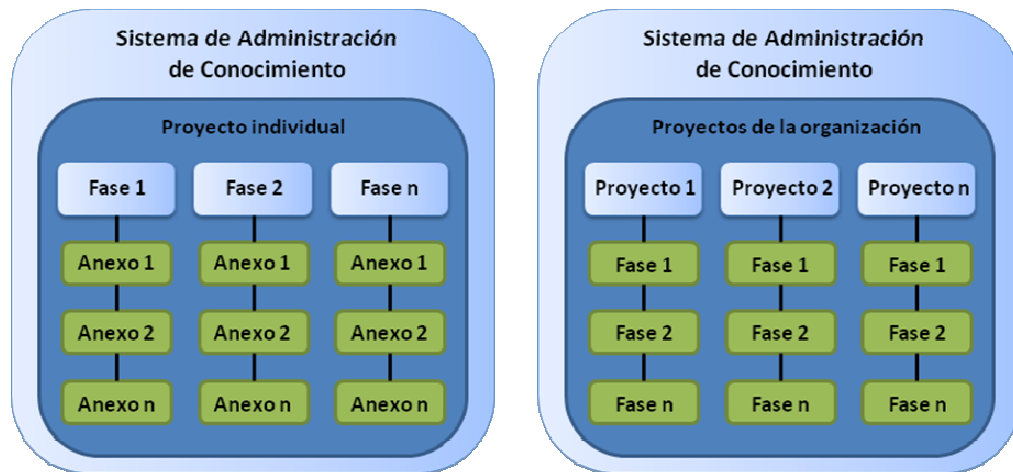 Sistema de Administración
de Conocimiento
Proyecto individual
Fase 1
Fase 2
Fase n
Anexo 1
Anexo 1
Anexo 1
Anexo 2
Anexo 2
Anexo 2
Anexo n
Anexo n
Anexo n
Sistema de Administración
de Conocimiento
Proyectos de la organización
Proyecto 1
Proyecto 2
Proyecto n
Fase 1
Fase 1
Fase 1
Fase 2
Fase 2
Fase 2
Fase n
Fase n
Fase n